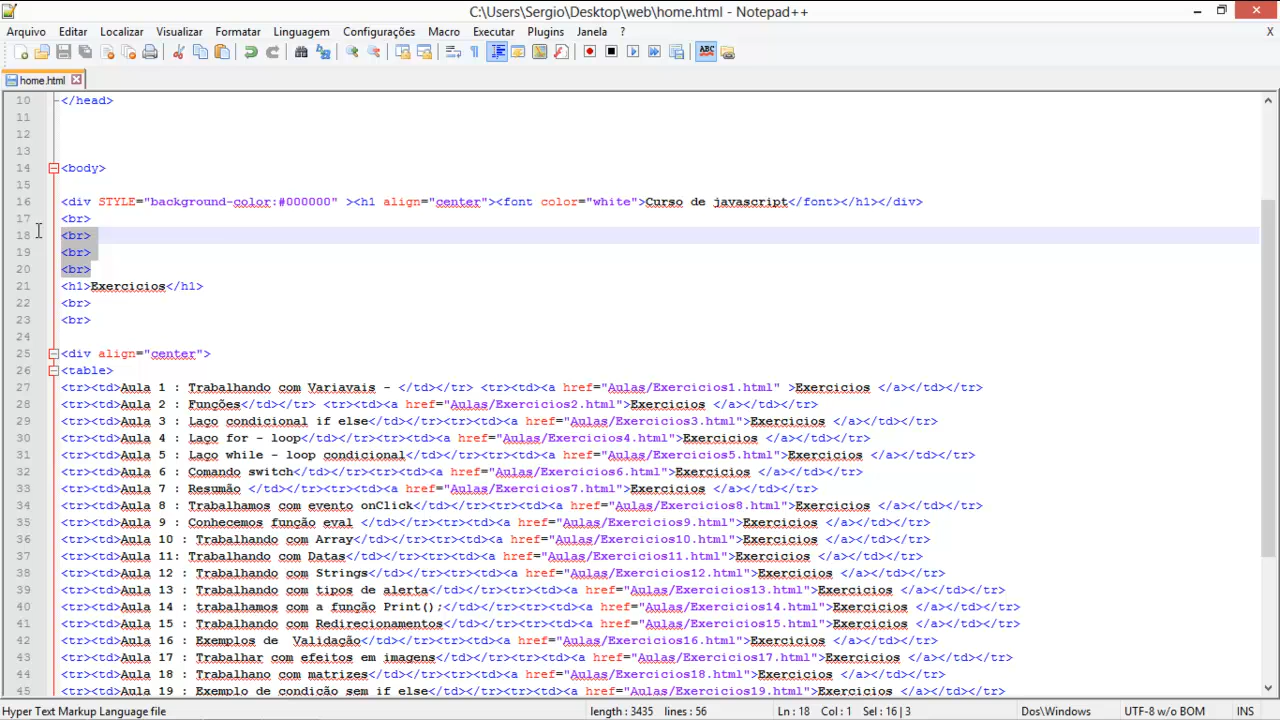 C:\Users\Sergio\Desktop\web\home.html - Notepad++
Arquivo Editar Localizar Visualizar Formatar Linguagem Configurações Macro Executar Plugins Janela ? X
ABC
home.html
10 </head>
11
12
13
14 <body>
15
16 <div STYLE="background-color:#000000" ><h1 align="center"><font color="white">Curso de javascript</font></h1></div>
17 <br>
18 <br>
19 <br>
20 <br>
21 <h1>Exercicios</h1>
22 <br>
23 <br>
24
25 <div align="center">
26 <table>
27 <tr><td>Aula 1 : Trabalhando com Variavais - </td></tr> <tr><td><a href="Aulas/Exercicios1.html" >Exercicios </a></td></tr>
28 <tr><td>Aula 2 : Funções</td></tr> <tr><td><a href="Aulas/Exercicios2.html">Exercicios </a></td></tr>
29 <tr><td>Aula 3 : Laço condicional if else</td></tr><tr><td><a href="Aulas/Exercicios3.html">Exercicios </a></td></tr>
30 <tr><td>Aula 4 : Laço for - loop</td></tr><tr><td><a href="Aulas/Exercicios4.html">Exercicios </a></td></tr>
31 <tr><td>Aula 5 : Laço while - loop condicional</td></tr><tr><td><a href="Aulas/Exercicios5.html">Exercicios </a></td></tr>
32 <tr><td>Aula 6 : Comando switch</td></tr><tr><td><a href="Aulas/Exercicios6.html">Exercicios </a></td></tr>
33 <tr><td>Aula 7 : Resumão </td></tr><tr><td><a href="Aulas/Exercicios7.html">Exercicios </a></td></tr>
34 <tr><td>Aula 8 : Trabalhamos com evento onClick</td></tr><tr><td><a href="Aulas/Exercicios8.html">Exercicios </a></td></tr>
35 <tr><td>Aula 9 : Conhecemos função eval </td></tr><tr><td><a href="Aulas/Exercicios9.html">Exercicios </a></td></tr>
36 <tr><td>Aula 10 : Trabalhando com Array</td></tr><tr><td><a href="Aulas/Exercicios10.html">Exercicios </a></td></tr>
37 <tr><td>Aula 11: Trabalhando com Datas</td></tr><tr><td><a href="Aulas/Exercicios11.html">Exercicios </a></td></tr>
38 <tr><td>Aula 12 : Trabalhando com Strings</td></tr><tr><td><a href="Aulas/Exercicios12.html">Exercicios </a></td></tr>
39 <tr><td>Aula 13 : Trabalhando com tipos de alerta</td></tr><tr><td><a href="Aulas/Exercicios13.html">Exercicios </a></td></tr>
40 <tr><td>Aula 14 : trabalhamos com a função Print();</td></tr><tr><td><a href="Aulas/Exercicios14.html">Exercicios </a></td></tr>
41 <tr><td>Aula 15 : Trabalhando com Redirecionamentos</td></tr><tr><td><a href="Aulas/Exercicios15.html">Exercicios </a></td></tr>
42 <tr><td>Aula 16 : Exemplos de  Validação</td></tr><tr><td><a href="Aulas/Exercicios16.html">Exercicios </a></td></tr>
43 <tr><td>Aula 17 : Trabalhar com efeitos em imagens</td></tr><tr><td><a href="Aulas/Exercicios17.html">Exercicios </a></td></tr>
44 <tr><td>Aula 18 : Trabalhano com matrizes</td></tr><tr><td><a href="Aulas/Exercicios18.html">Exercicios </a></td></tr>
45 <tr><td>Aula 19 : Exemplo de condição sem if else</td></tr><tr><td><a href="Aulas/Exercicios19.html">Exercicios </a></td></tr>
Hyper Text Markup Language file length : 3435 lines : 56 Ln : 18 Col : 1 Sel : 16 | 3 Dos\Windows UTF-8 w/o BOM INS